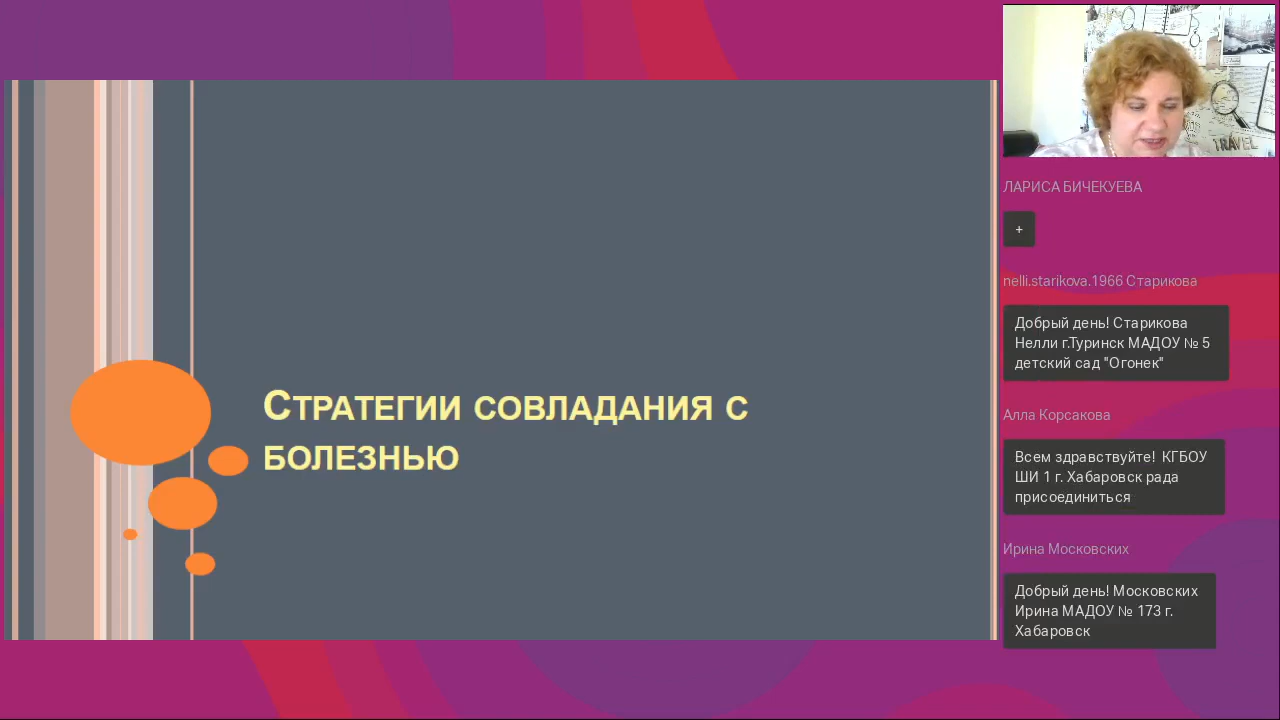 Стратегии совладания с
болезнью
TRAVEL
ЛАРИСА БИЧЕКУЕВА
+
nelli.starikova.1966 Старикова
Добрый день! Старикова
Нелли г.Туринск МАДОУ № 5
детский сад "Огонек"
Алла Корсакова
Всем здравствуйте! КГБОУ
ШИ 1 г. Хабаровск рада
присоединиться
Ирина Московских
Добрый день! Московских
Ирина МАДОУ № 173 г.
Хабаровск